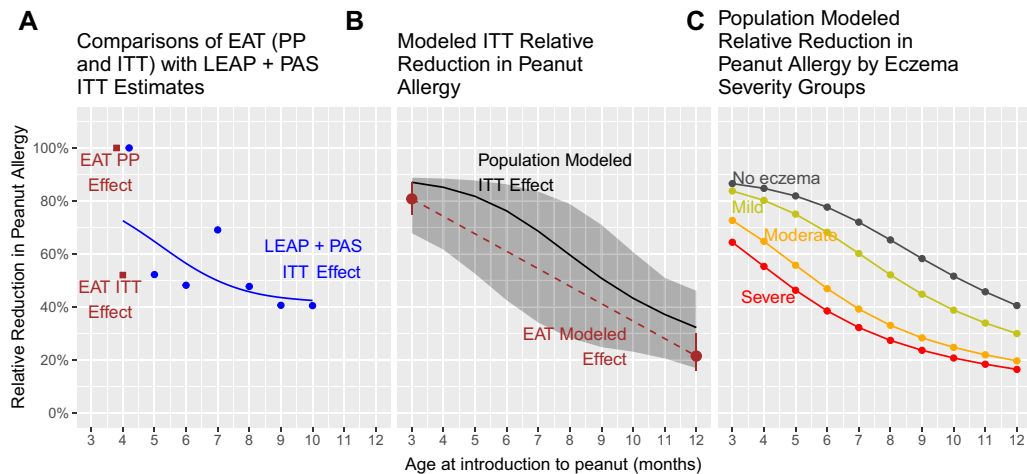 A
Comparisons of EAT (PP
and ITT) with LEAP + PAS
ITT Estimates
B
Modeled ITT Relative
Reduction in Peanut
Allergy
C
Population Modeled
Relative Reduction in
Peanut Allergy by Eczema
Severity Groups
Relative Reduction in Peanut Allergy
100%
80%
60%
40%
20%
0%
EAT PP
Effect
LEAP + PAS
ITT Effect
EAT ITT
Effect
3 4 5 6 7 8 9 10 11 12
Population Modeled
ITT Effect
EAT Modeled
Effect
3 4 5 6 7 8 9 10 11 12
No eczema
Mild
Moderate
Severe
3 4 5 6 7 8 9 10 11 12
Age at introduction to peanut (months)